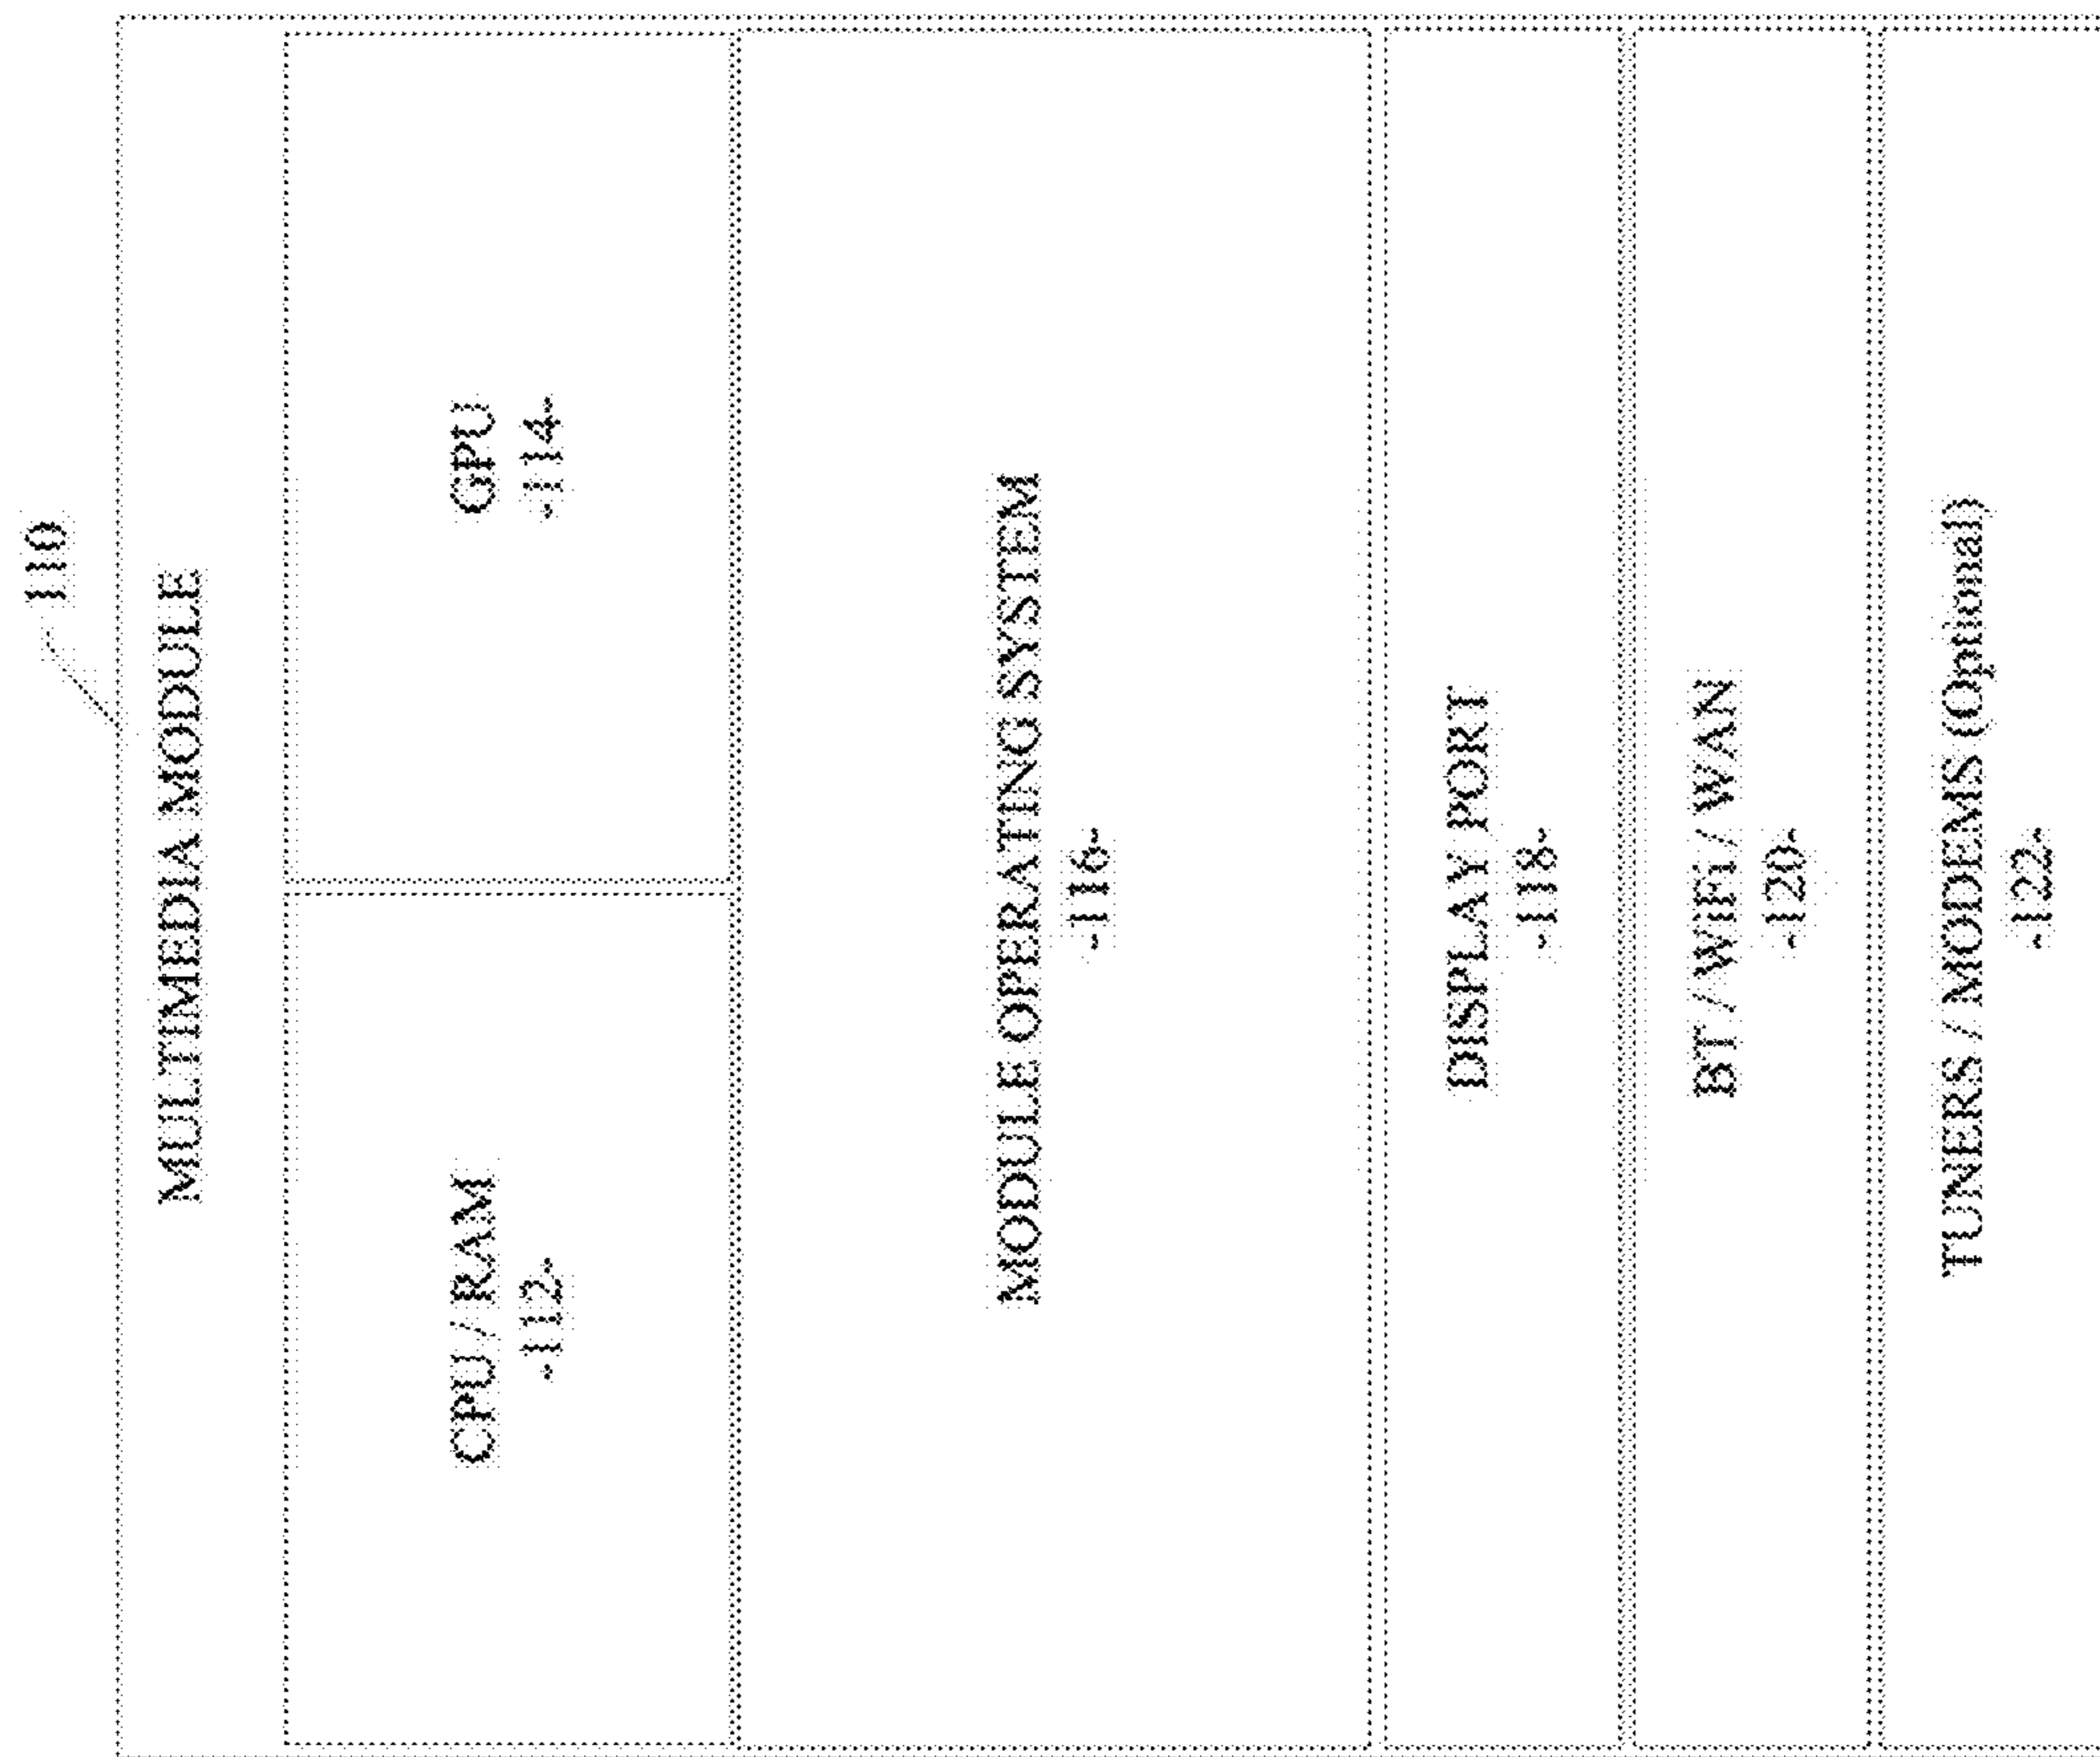 110
MULTIMEDIA MODULE
CPU / RAM
-112-
GPU
-114-
MODULE OPERATING SYSTEM
-116-
DISPLAY PORT
-118-
BT / WIFI / WAN
-120-
TUNERS / MODEMS (Optional)
-122-